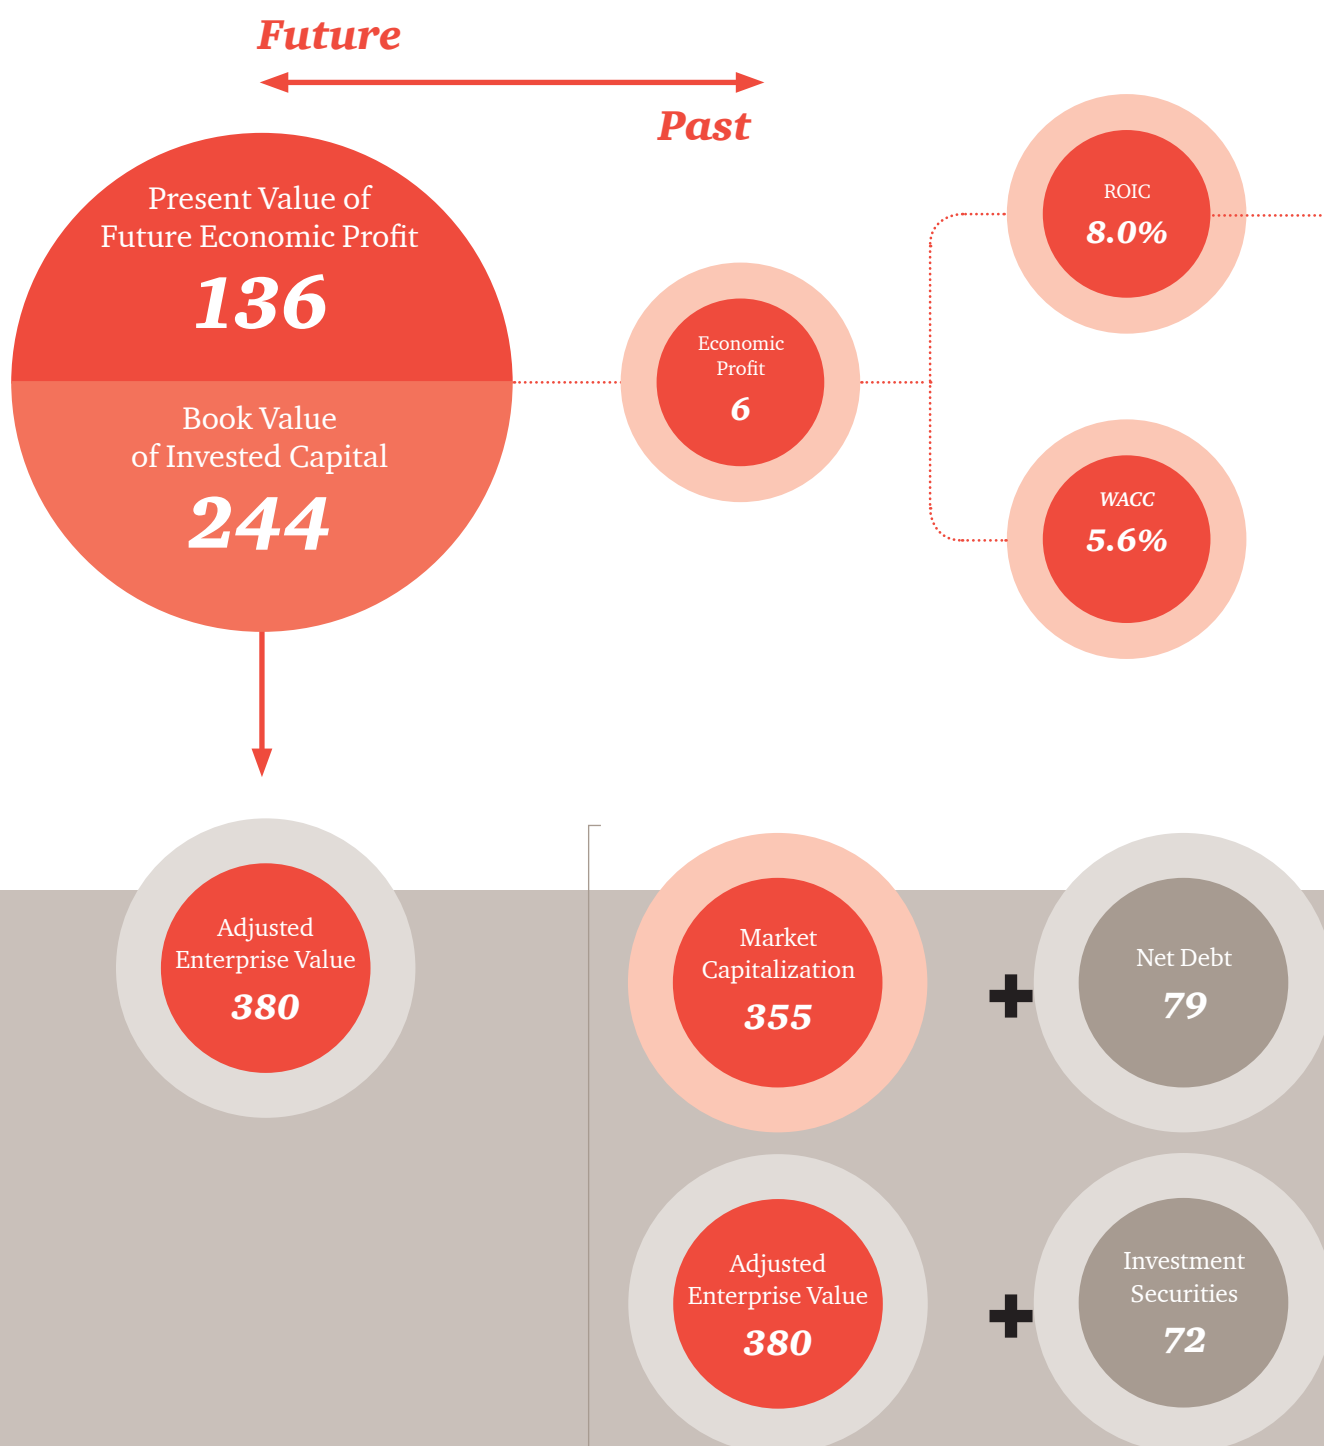 Future
Past
Present Value of
Future Economic Profit
136
Book Value
of Invested Capital
244
Economic
Profit
6
ROIC
8.0%
WACC
5.6%
Adjusted
Enterprise Value
380
Market
Capitalization
355
+
Net Debt
79
Adjusted
Enterprise Value
380
+
Investment
Securities
72